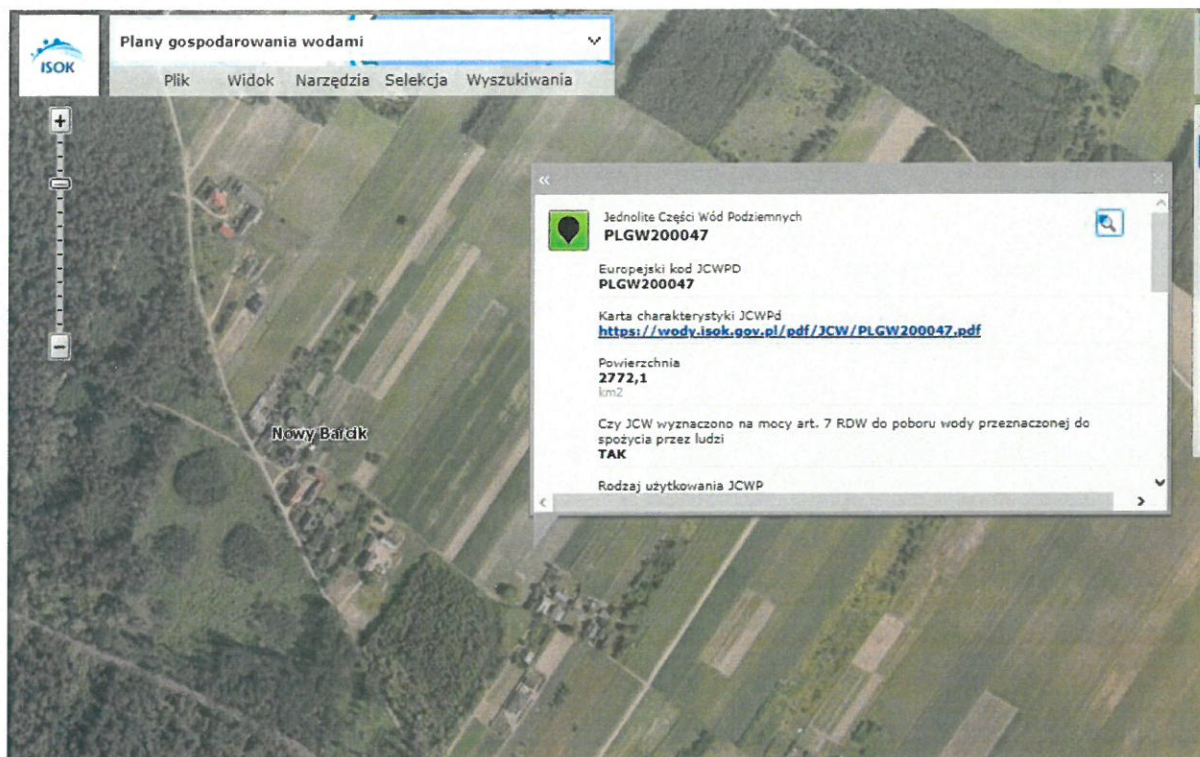 ISOK
Plany gospodarowania wodami
Plik Widok Narzędzia Selekcja Wyszukiwania
Jednolite Części Wód Podziemnych
PLGW200047
Europejski kod JCWPD
PLGW200047
Karta charakterystyki JCWPd
https://wody.isok.gov.pl/pdf/JCW/PLGW200047.pdf
Powierzchnia
2772,1
km2
Czy JCW wyznaczono na mocy art. 7 RDW do poboru wody przeznaczonej do
spożycia przez ludzi
TAK
Rodzaj użytkowania JCWP
Nowy Barcik